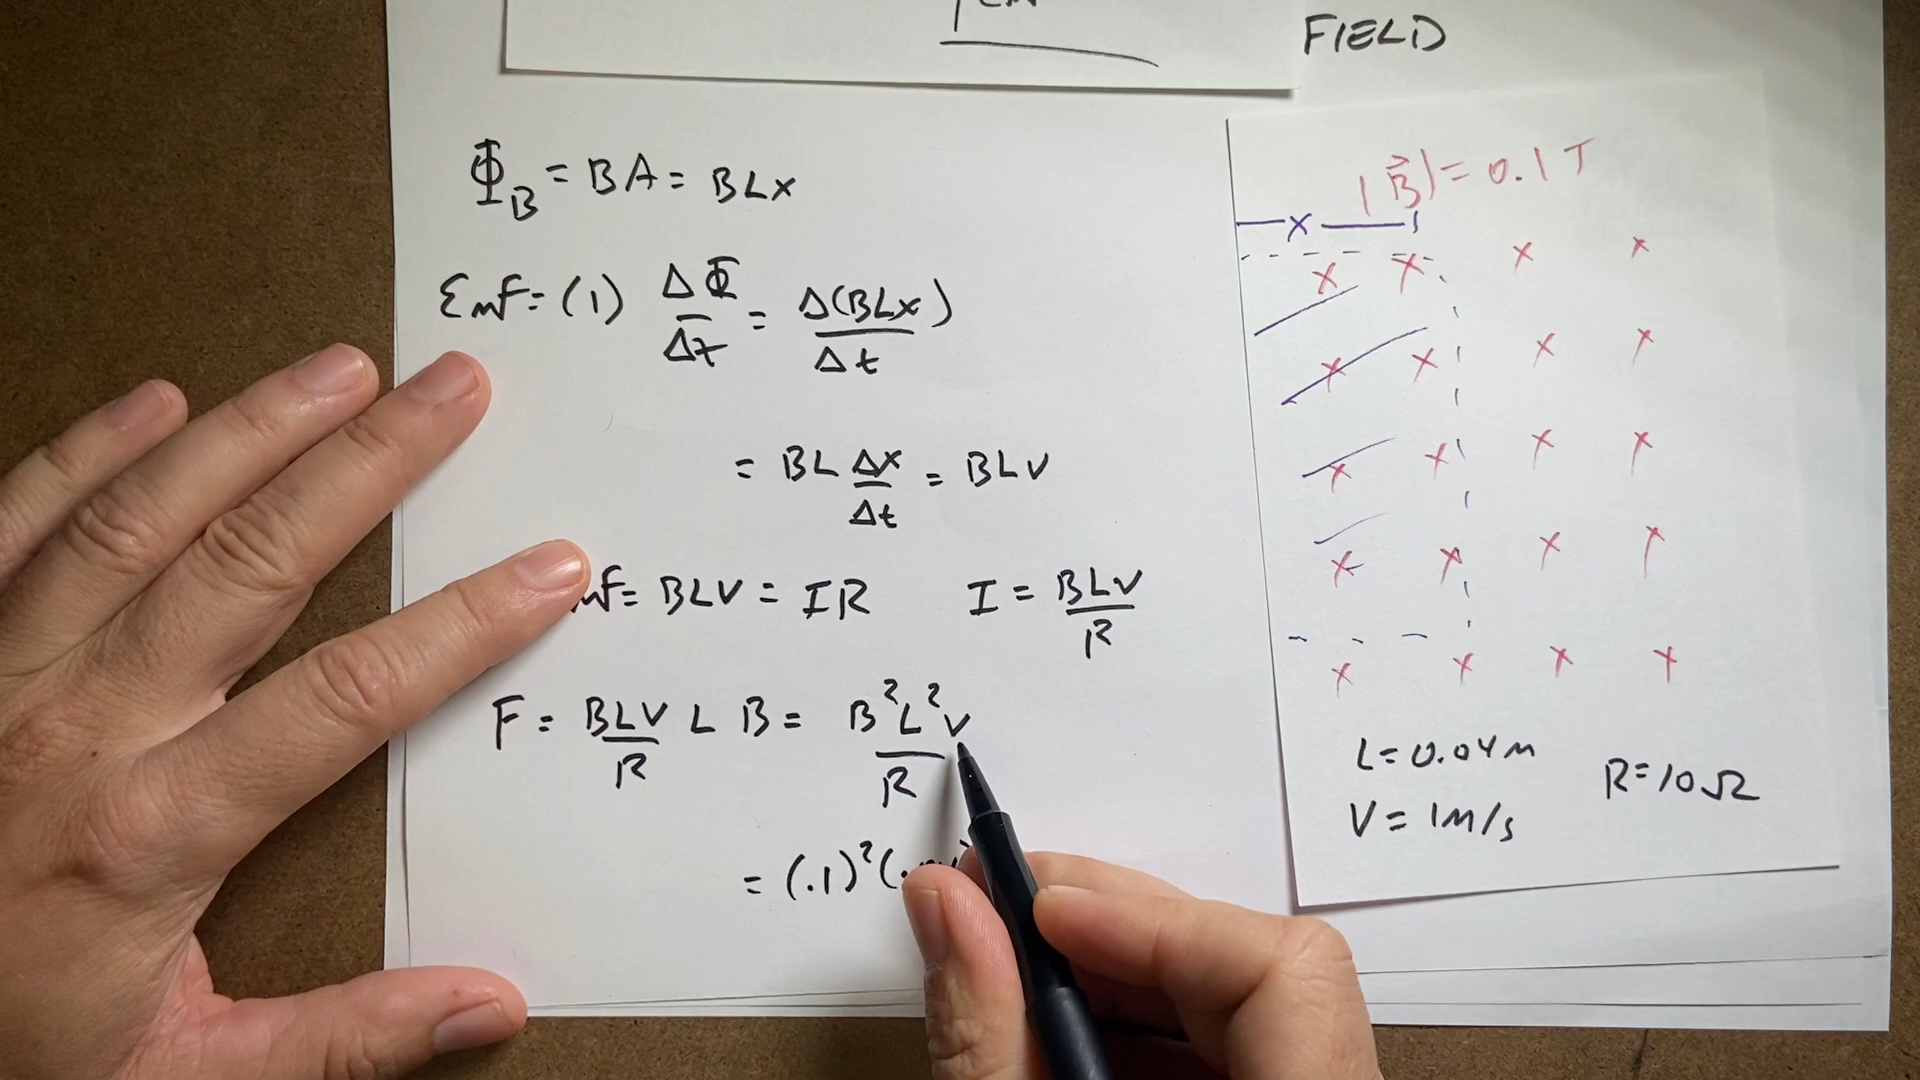 FIELD
Φ_B = BA = BLx
Emf = (1) ΔΦ/Δt = Δ(BLx)/Δt
= BL Δx/Δt = BLV
mf = BLV = IR I = BLV/R
F = BLV/R L B = B²L²V/R
= (.1)²(.
|B⃗| = 0.1 T
x
L = 0.04 m
R = 10 Ω
V = 1 m/s